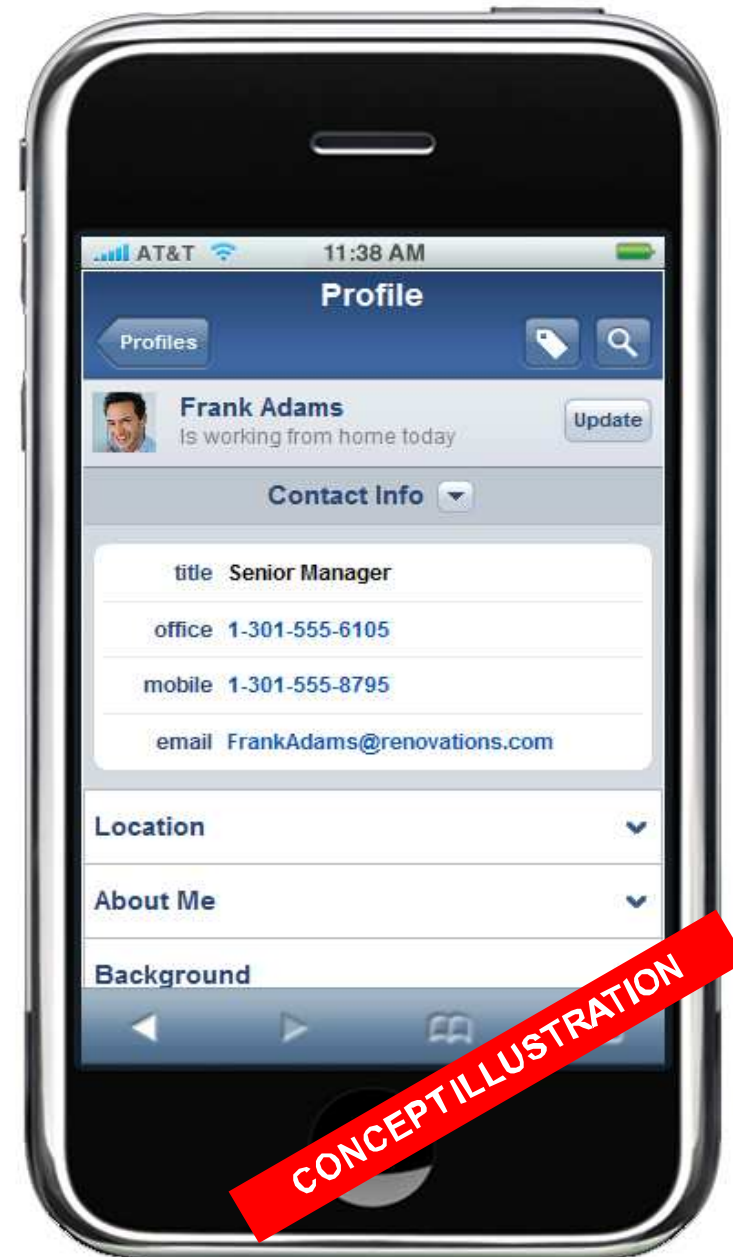 AT&T 11:38 AM
Profile
Profiles
Frank Adams
Is working from home today
Update
Contact Info
title Senior Manager
office 1-301-555-6105
mobile 1-301-555-8795
email FrankAdams@renovations.com
Location
About Me
Background
CONCEPT ILLUSTRATION